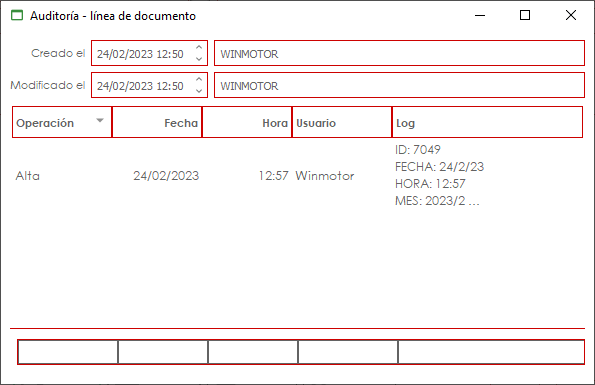 Auditoría - línea de documento
Creado el 24/02/2023 12:50 WINMOTOR
Modificado el 24/02/2023 12:50 WINMOTOR
Operación Fecha Hora Usuario Log
Alta 24/02/2023 12:57 Winmotor
ID: 7049
FECHA: 24/2/23
HORA: 12:57
MES: 2023/2 ...